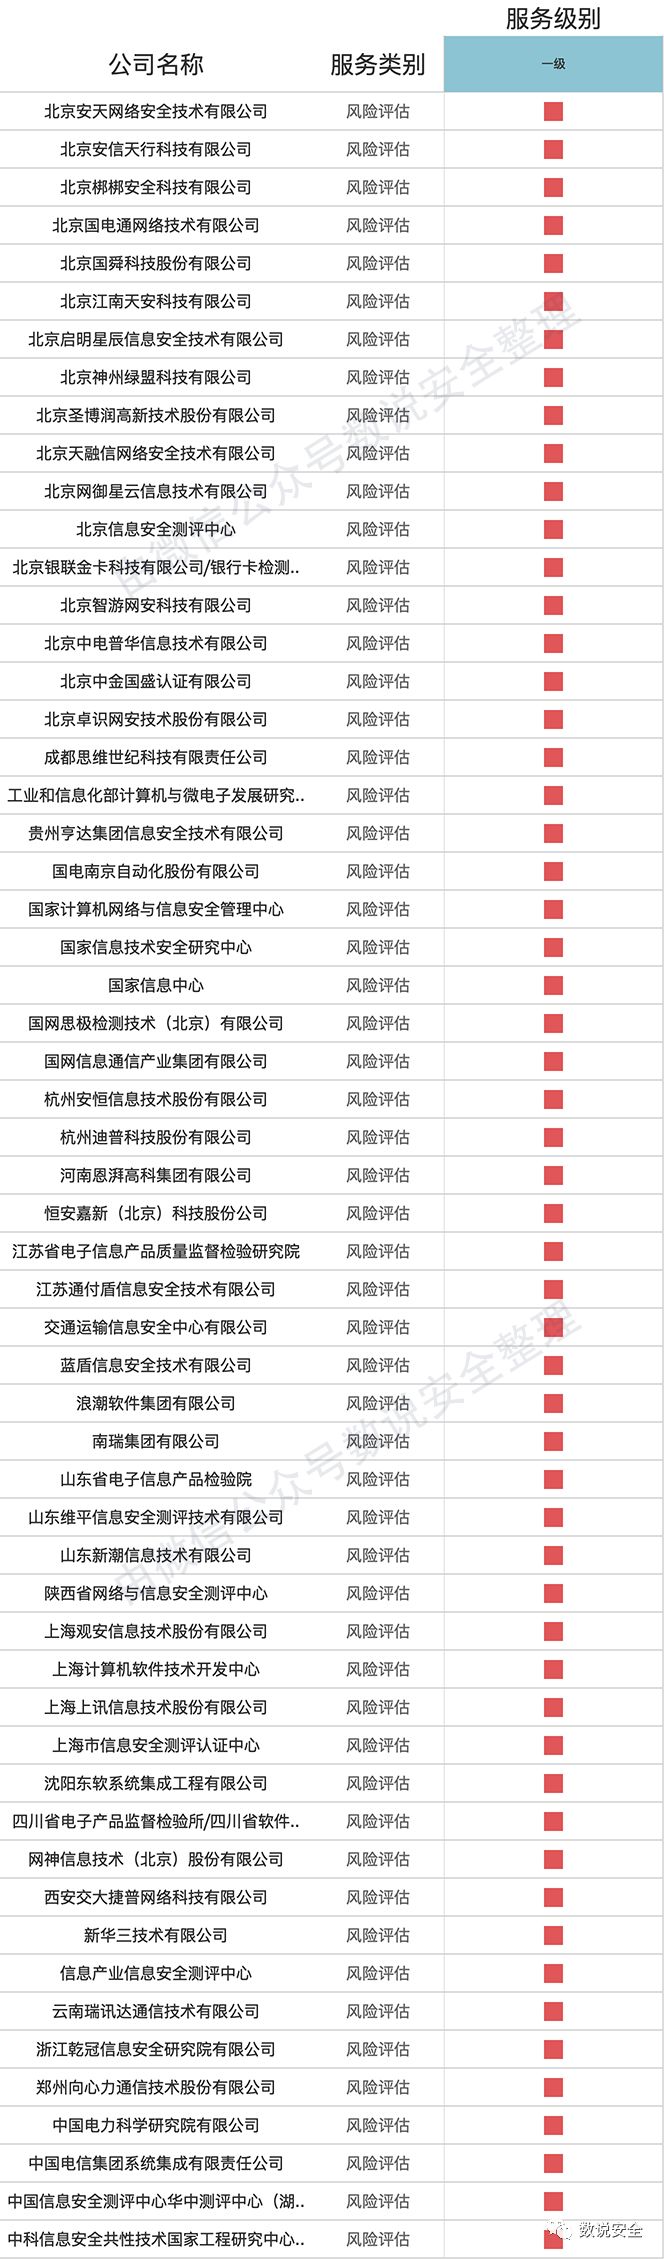 服务级别
公司名称 服务类别 一级
北京安天网络安全技术有限公司 风险评估
北京安信天行科技有限公司 风险评估
北京梆梆安全科技有限公司 风险评估
北京国电通网络技术有限公司 风险评估
北京国舜科技股份有限公司 风险评估
北京江南天安科技有限公司 风险评估
北京启明星辰信息安全技术有限公司 风险评估
北京神州绿盟科技有限公司 风险评估
北京圣博润高新技术股份有限公司 风险评估
北京天融信网络安全技术有限公司 风险评估
北京网御星云信息技术有限公司 风险评估
北京信息安全测评中心 风险评估
北京银联金卡科技有限公司/银行卡检测.. 风险评估
北京智游网安科技有限公司 风险评估
北京中电普华信息技术有限公司 风险评估
北京中金国盛认证有限公司 风险评估
北京卓识网安技术股份有限公司 风险评估
成都思维世纪科技有限责任公司 风险评估
工业和信息化部计算机与微电子发展研究.. 风险评估
贵州亨达集团信息安全技术有限公司 风险评估
国电南京自动化股份有限公司 风险评估
国家计算机网络与信息安全管理中心 风险评估
国家信息技术安全研究中心 风险评估
国家信息中心 风险评估
国网思极检测技术（北京）有限公司 风险评估
国网信息通信产业集团有限公司 风险评估
杭州安恒信息技术股份有限公司 风险评估
杭州迪普科技股份有限公司 风险评估
河南恩湃高科集团有限公司 风险评估
恒安嘉新（北京）科技股份公司 风险评估
江苏省电子信息产品质量监督检验研究院 风险评估
江苏通付盾信息安全技术有限公司 风险评估
交通运输信息安全中心有限公司 风险评估
蓝盾信息安全技术有限公司 风险评估
浪潮软件集团有限公司 风险评估
南瑞集团有限公司 风险评估
山东省电子信息产品检验院 风险评估
山东维平信息安全测评技术有限公司 风险评估
山东新潮信息技术有限公司 风险评估
陕西省网络与信息安全测评中心 风险评估
上海观安信息技术股份有限公司 风险评估
上海计算机软件技术开发中心 风险评估
上海上讯信息技术股份有限公司 风险评估
上海市信息安全测评认证中心 风险评估
沈阳东软系统集成工程有限公司 风险评估
四川省电子产品监督检验所/四川省软件.. 风险评估
网神信息技术（北京）股份有限公司 风险评估
西安交大捷普网络科技有限公司 风险评估
新华三技术有限公司 风险评估
信息产业信息安全测评中心 风险评估
云南瑞讯达通信技术有限公司 风险评估
浙江乾冠信息安全研究院有限公司 风险评估
郑州向心力通信技术股份有限公司 风险评估
中国电力科学研究院有限公司 风险评估
中国电信集团系统集成有限责任公司 风险评估
中国信息安全测评中心华中测评中心（湖.. 风险评估
中科信息安全共性技术国家工程研究中心.. 风险评估
由微信公众号数说安全整理
由微信公众号数说安全整理
数说安全